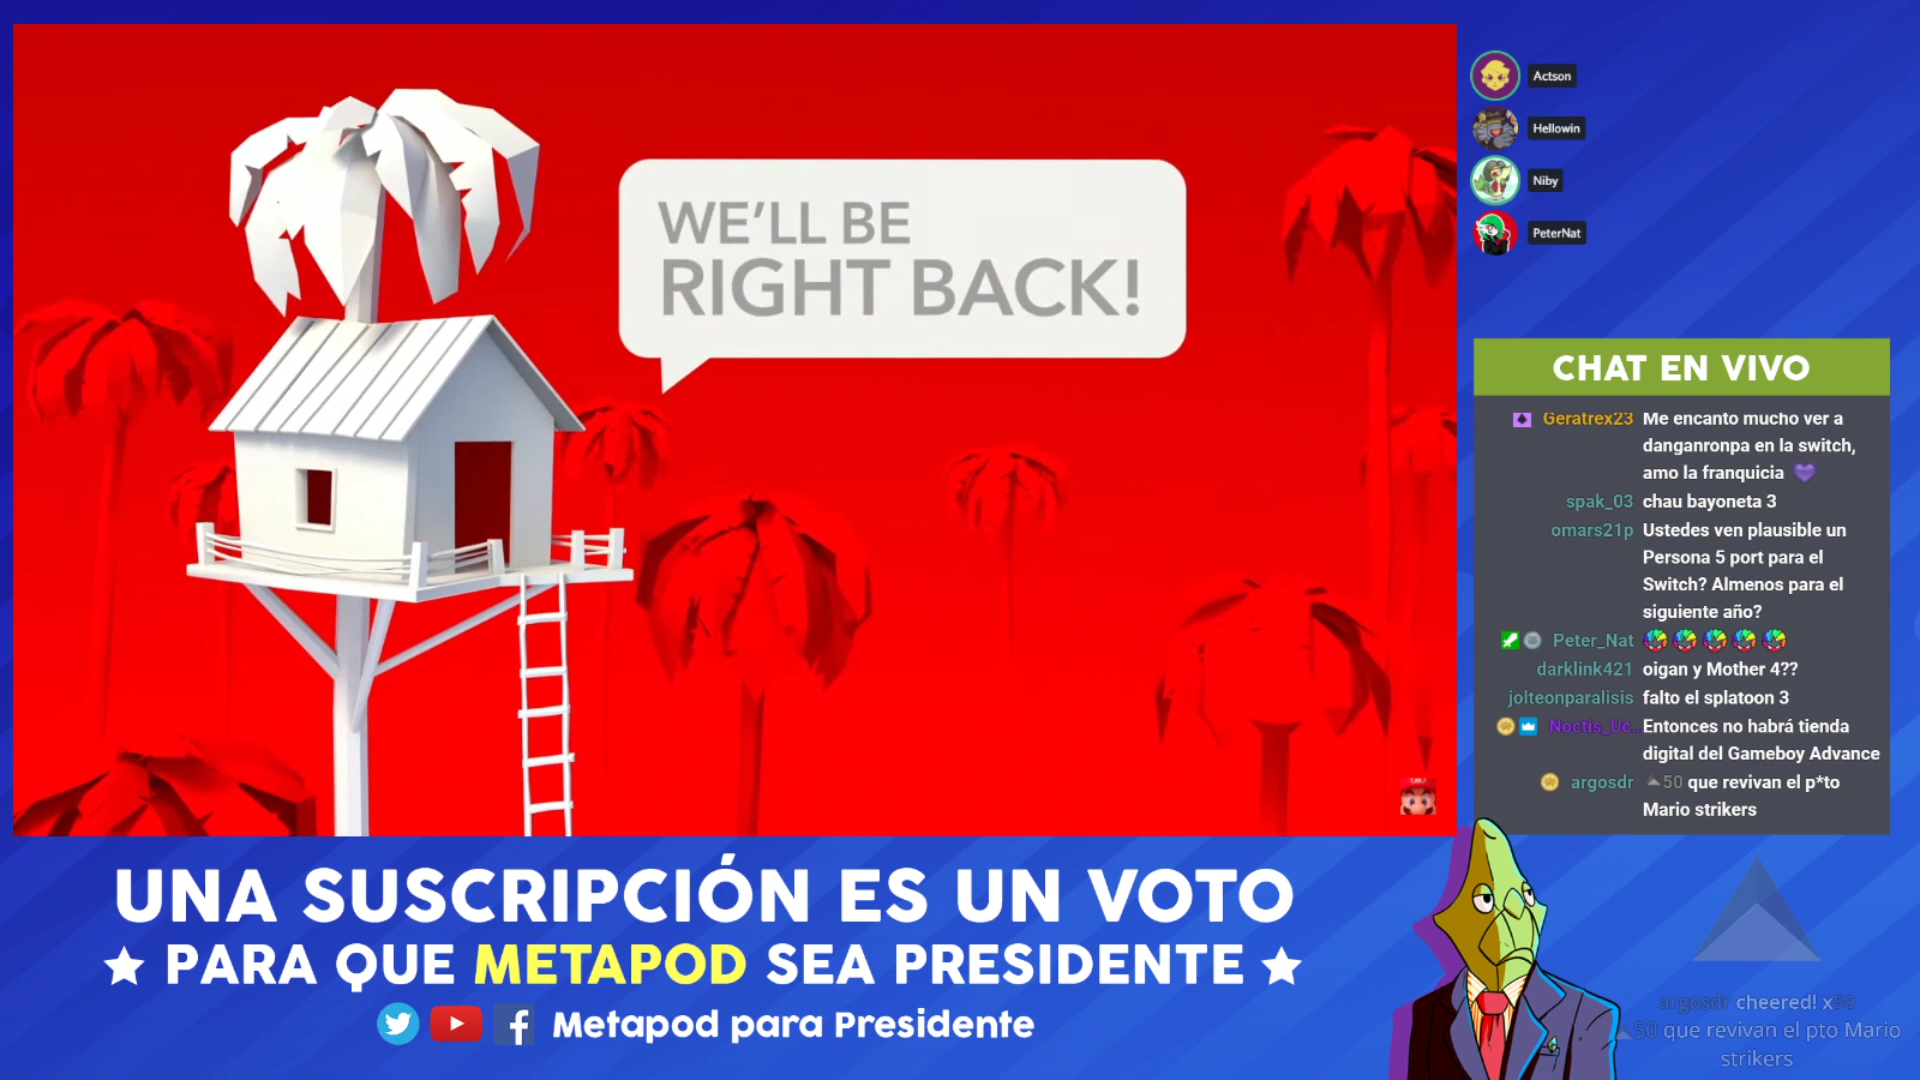 WE'LL BE
RIGHT BACK!
Actson
Hellowin
Niby
PeterNat
CHAT EN VIVO
Geratrex23 Me encanto mucho ver a
danganronpa en la switch,
amo la franquicia
spak_03 chau bayoneta 3
omars21p Ustedes ven plausible un
Persona 5 port para el
Switch? Almenos para el
siguiente año?
Peter_Nat
darklink421 oigan y Mother 4??
jolteonparalisis falto el splatoon 3
Noctis_Uc... Entonces no habrá tienda
digital del Gameboy Advance
argosdr 50 que revivan el p*to
Mario strikers
UNA SUSCRIPCIÓN ES UN VOTO
PARA QUE METAPOD SEA PRESIDENTE
Metapod para Presidente
argosdr cheered! x50
50 que revivan el pto Mario
strikers